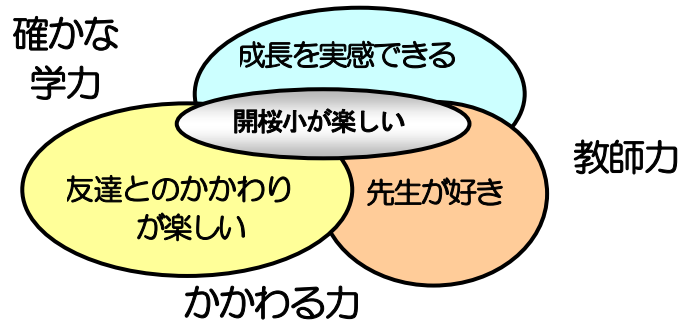 確かな
学力
成長を実感できる
開桜小が楽しい
教師力
友達とのかかわり
が楽しい
先生が好き
かかわる力